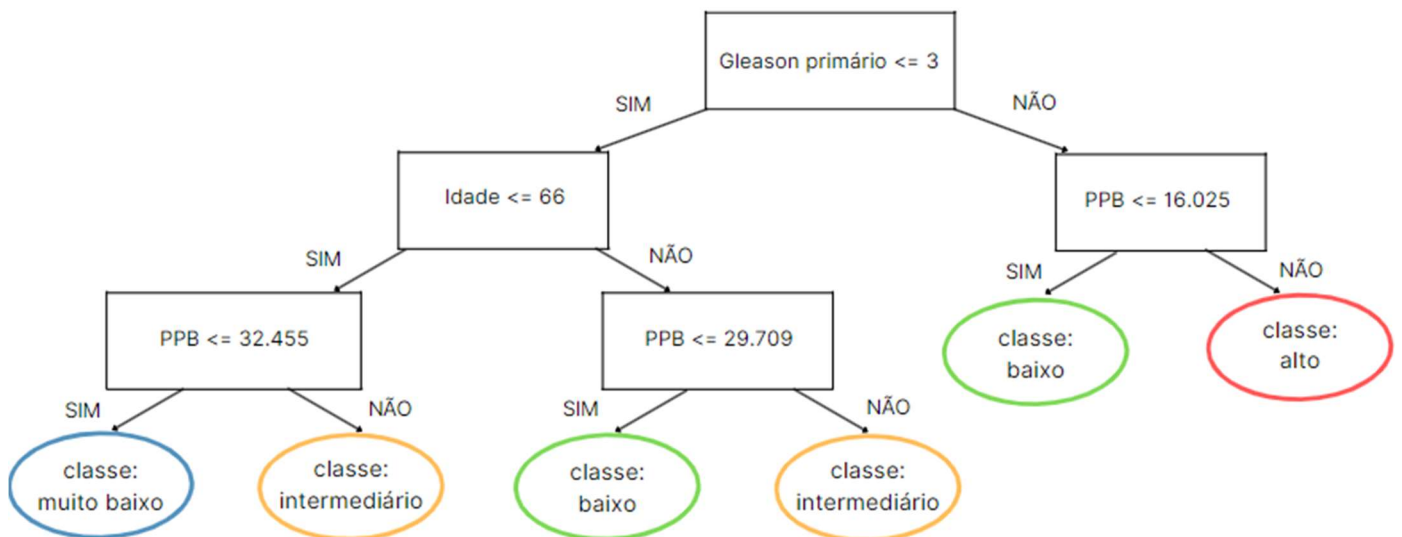 Gleason primário <= 3
SIM
NÃO
Idade <= 66
PPB <= 16.025
SIM
NÃO
SIM
NÃO
PPB <= 32.455
PPB <= 29.709
classe:
baixo
classe:
alto
SIM
NÃO
SIM
NÃO
classe:
muito baixo
classe:
intermediário
classe:
baixo
classe:
intermediário